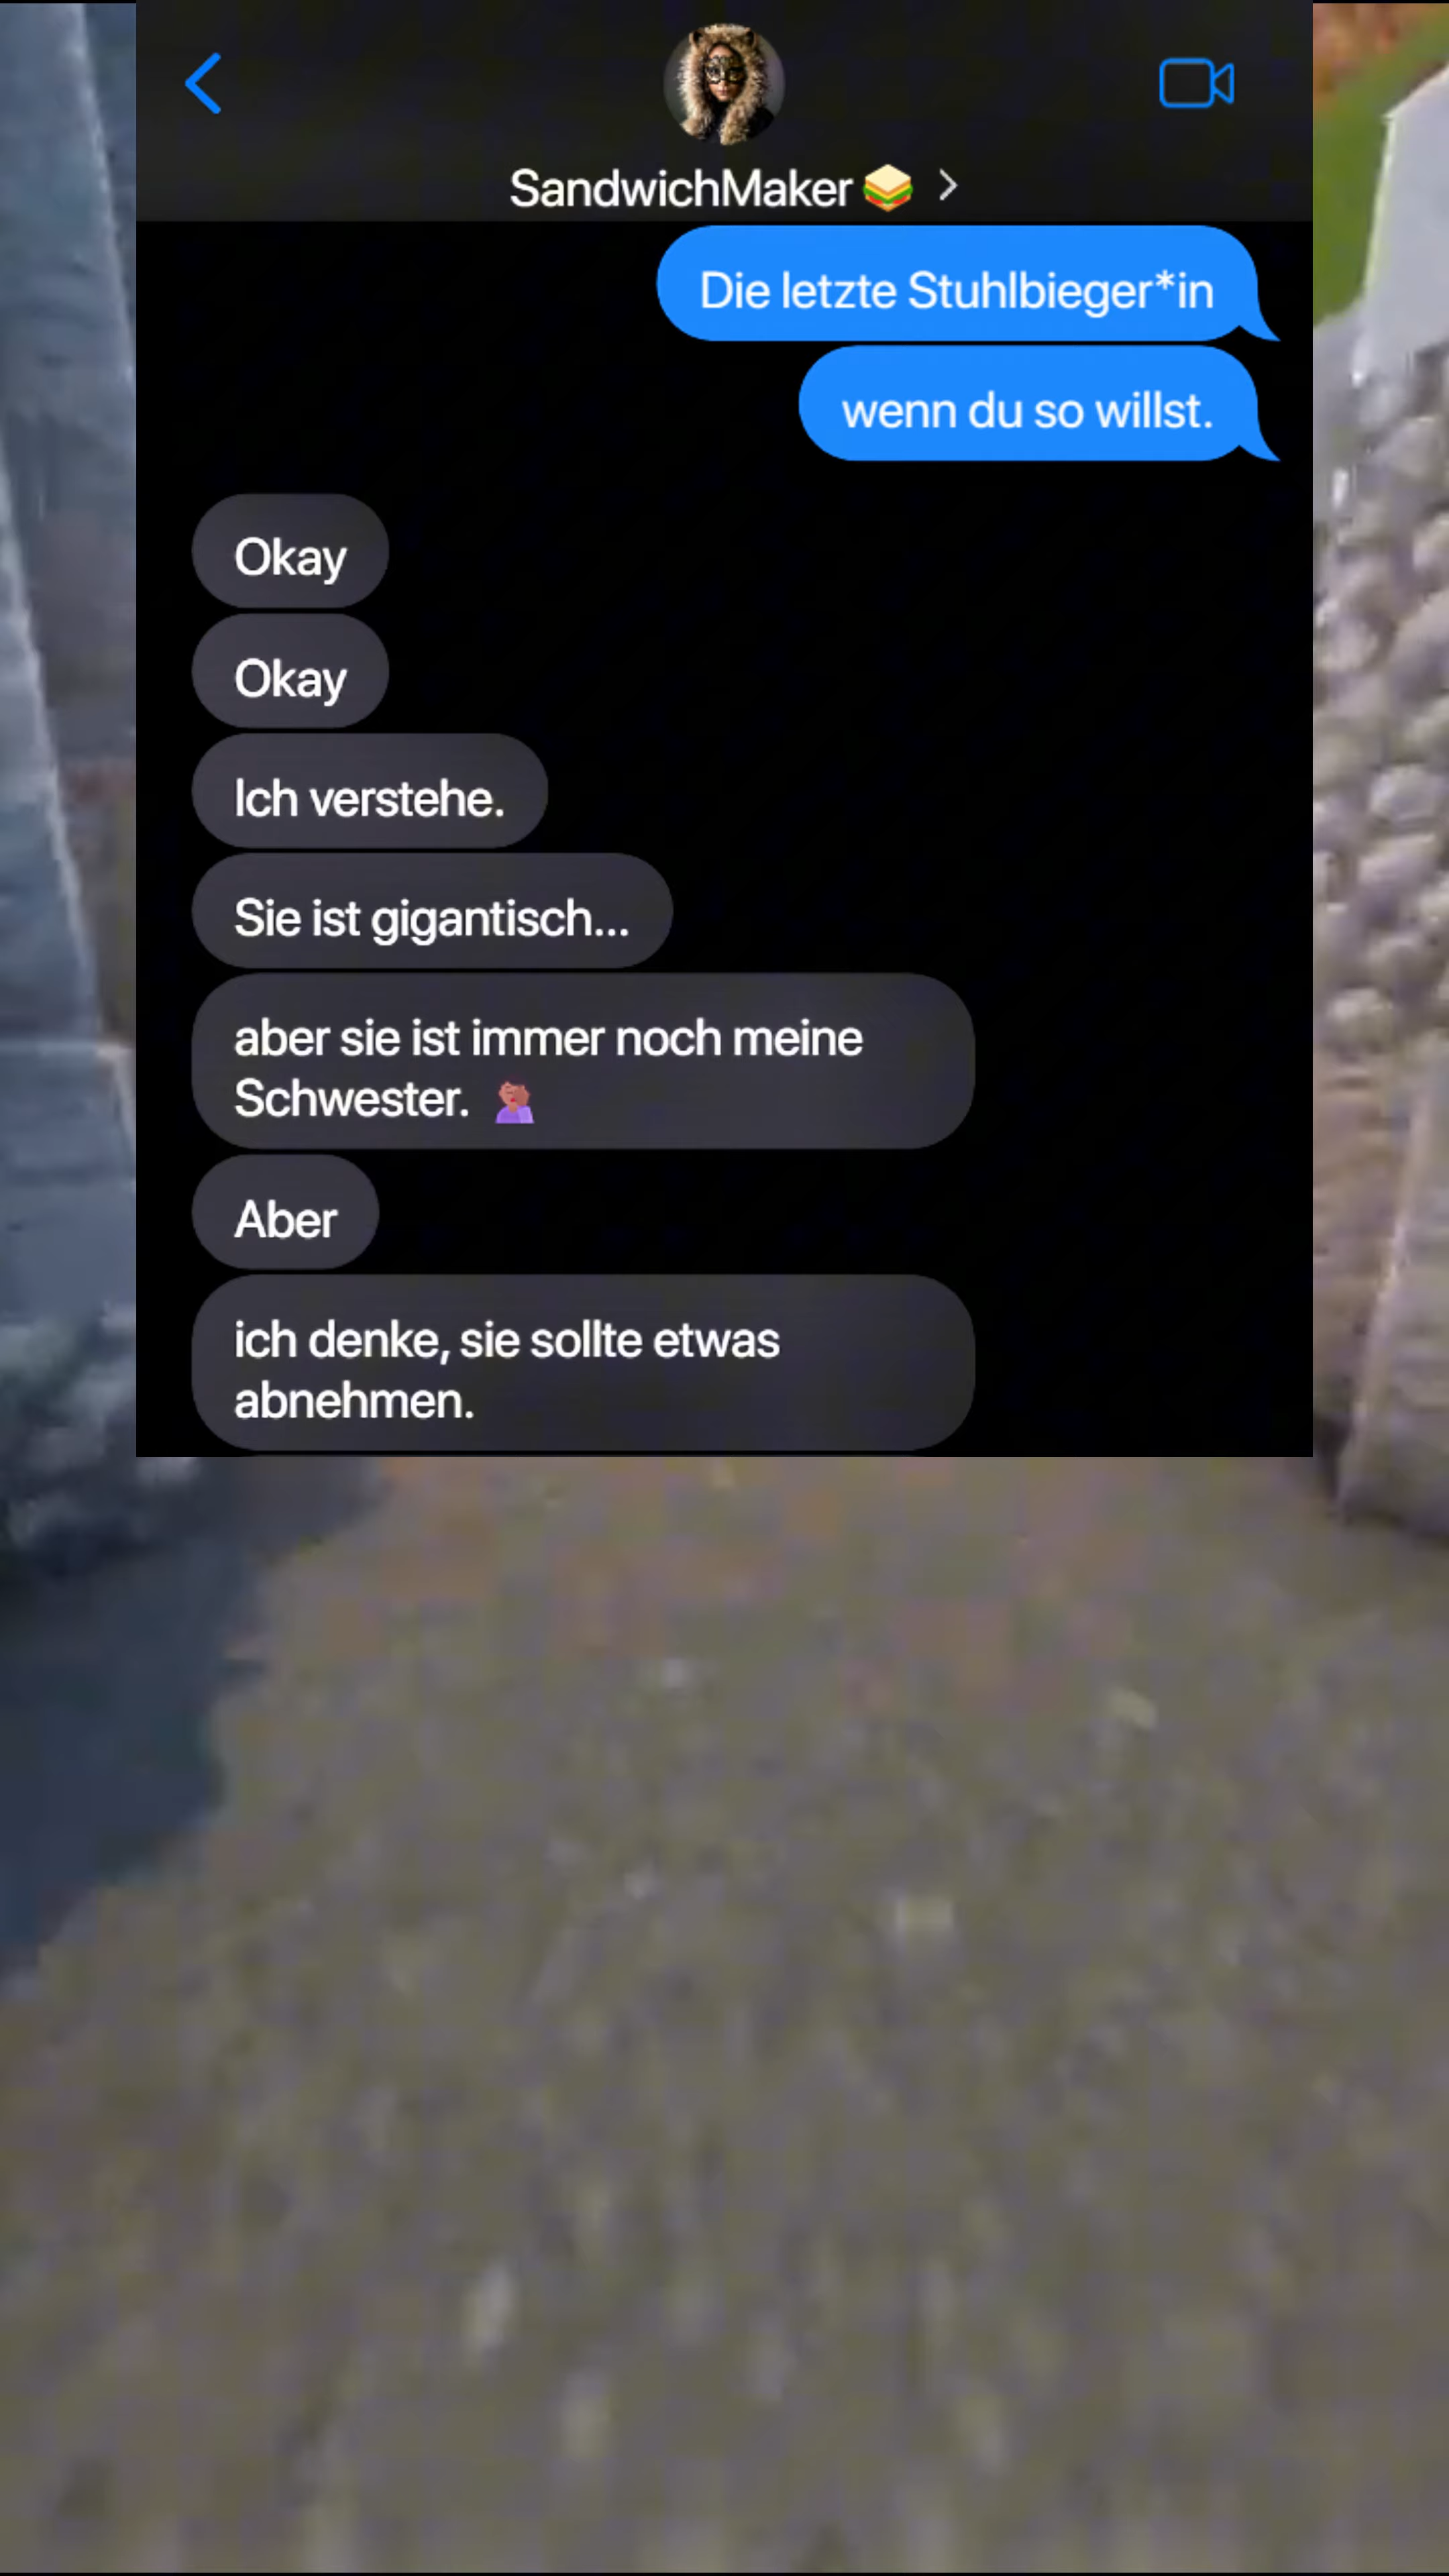 SandwichMaker 🥪 >
Die letzte Stuhlbieger*in
wenn du so willst.
Okay
Okay
Ich verstehe.
Sie ist gigantisch...
aber sie ist immer noch meine
Schwester. 🤦🏽‍♀️
Aber
ich denke, sie sollte etwas
abnehmen.